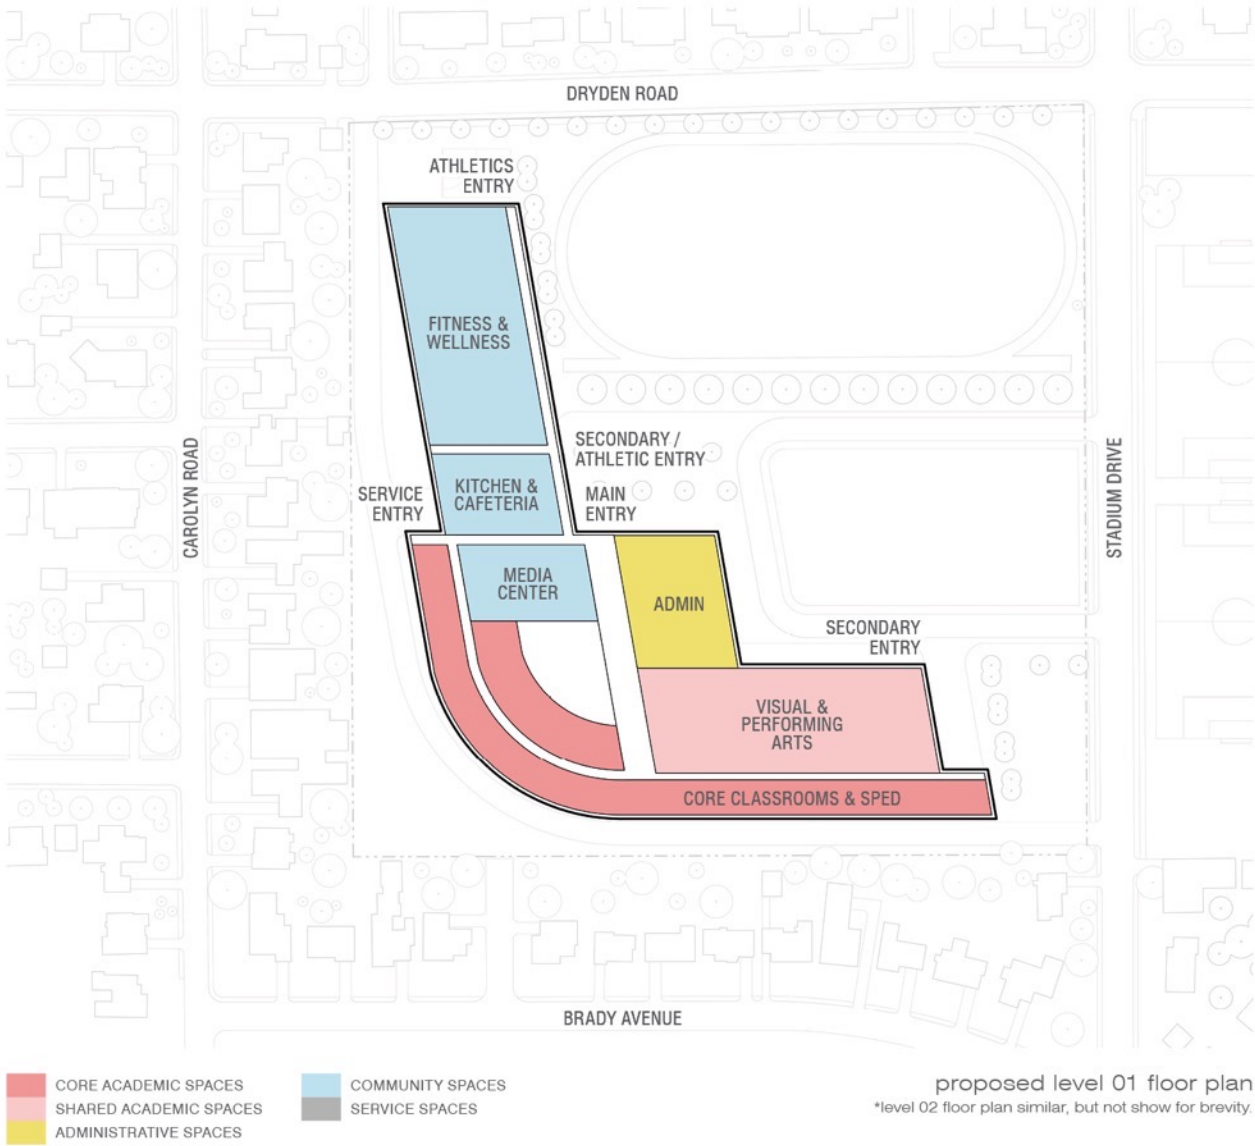 DRYDEN ROAD
ATHLETICS
ENTRY
FITNESS &
WELLNESS
SECONDARY /
ATHLETIC ENTRY
CAROLYN ROAD
STADIUM DRIVE
KITCHEN &
CAFETERIA
SERVICE
ENTRY
MAIN
ENTRY
MEDIA
CENTER
ADMIN
SECONDARY
ENTRY
VISUAL &
PERFORMING
ARTS
CORE CLASSROOMS & SPED
BRADY AVENUE
CORE ACADEMIC SPACES
SHARED ACADEMIC SPACES
ADMINISTRATIVE SPACES
COMMUNITY SPACES
SERVICE SPACES
proposed level 01 floor plan
*level 02 floor plan similar, but not show for brevity.